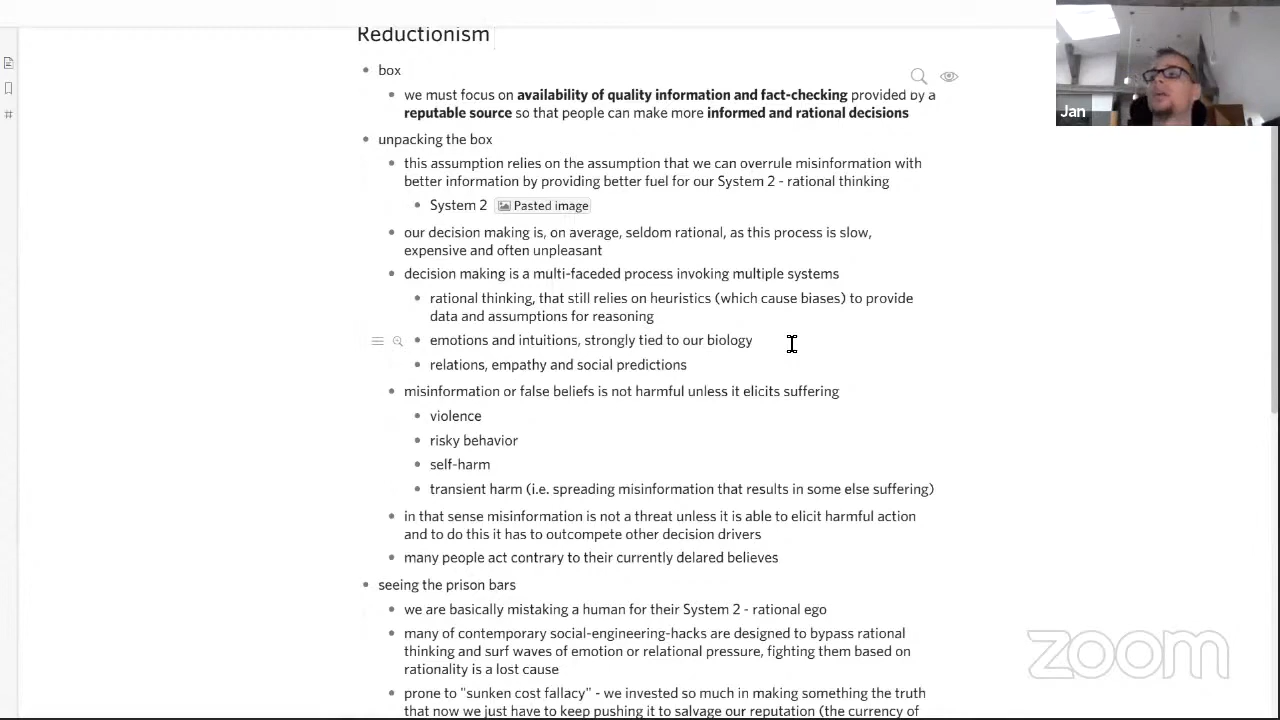 Reductionism
box
we must focus on availability of quality information and fact-checking provided by a
reputable source so that people can make more informed and rational decisions
Jan
unpacking the box
this assumption relies on the assumption that we can overrule misinformation with
better information by providing better fuel for our System 2 - rational thinking
System 2 Pasted image
our decision making is, on average, seldom rational, as this process is slow,
expensive and often unpleasant
decision making is a multi-faceded process invoking multiple systems
rational thinking, that still relies on heuristics (which cause biases) to provide
data and assumptions for reasoning
emotions and intuitions, strongly tied to our biology
relations, empathy and social predictions
misinformation or false beliefs is not harmful unless it elicits suffering
violence
risky behavior
self-harm
transient harm (i.e. spreading misinformation that results in some else suffering)
in that sense misinformation is not a threat unless it is able to elicit harmful action
and to do this it has to outcompete other decision drivers
many people act contrary to their currently delared believes
seeing the prison bars
we are basically mistaking a human for their System 2 - rational ego
many of contemporary social-engineering-hacks are designed to bypass rational
thinking and surf waves of emotion or relational pressure, fighting them based on
rationality is a lost cause
prone to "sunken cost fallacy" - we invested so much in making something the truth
that now we just have to keep pushing it to salvage our reputation (the currency of
zoom